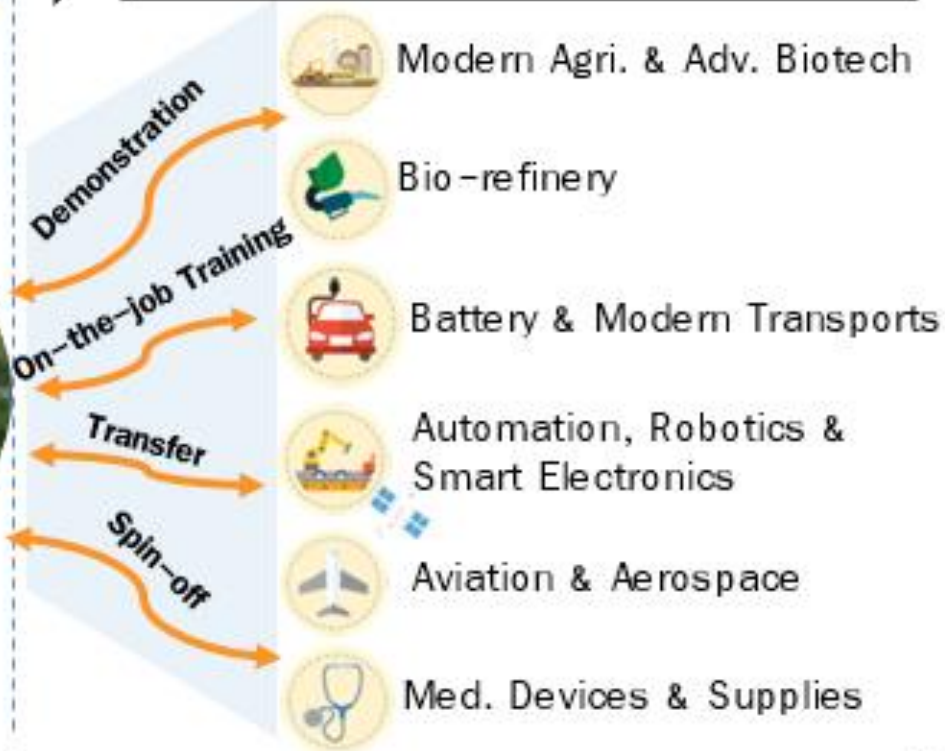 Demonstration
On-the-job Training
Transfer
Spin-off
Modern Agri. & Adv. Biotech
Bio-refinery
Battery & Modern Transports
Automation, Robotics &
Smart Electronics
Aviation & Aerospace
Med. Devices & Supplies